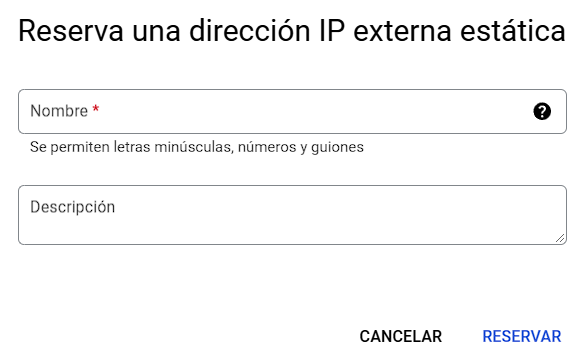 Reserva una dirección IP externa estática
Nombre *
Se permiten letras minúsculas, números y guiones
Descripción
CANCELAR RESERVAR